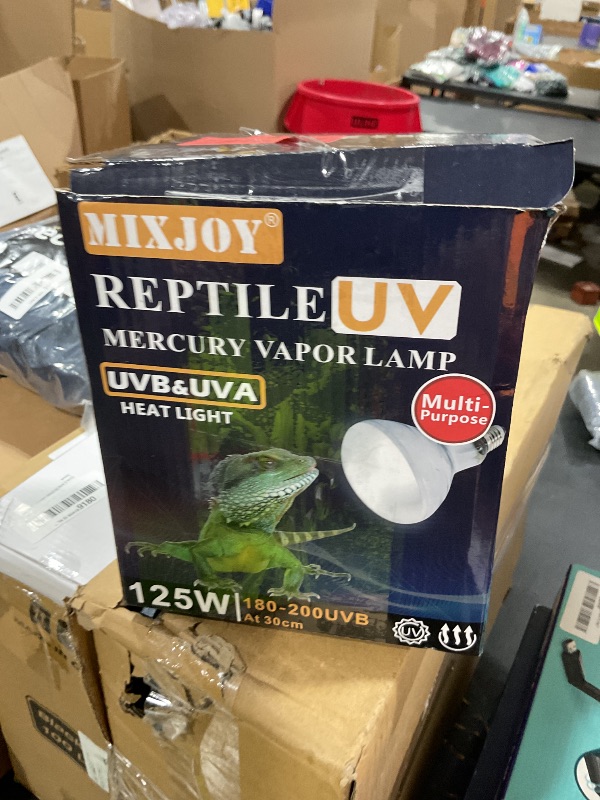 MIXJOY®
REPTILE UV
MERCURY VAPOR LAMP
UVB&UVA
HEAT LIGHT
Multi-
Purpose
125W
180-200UVB
At 30cm
UV